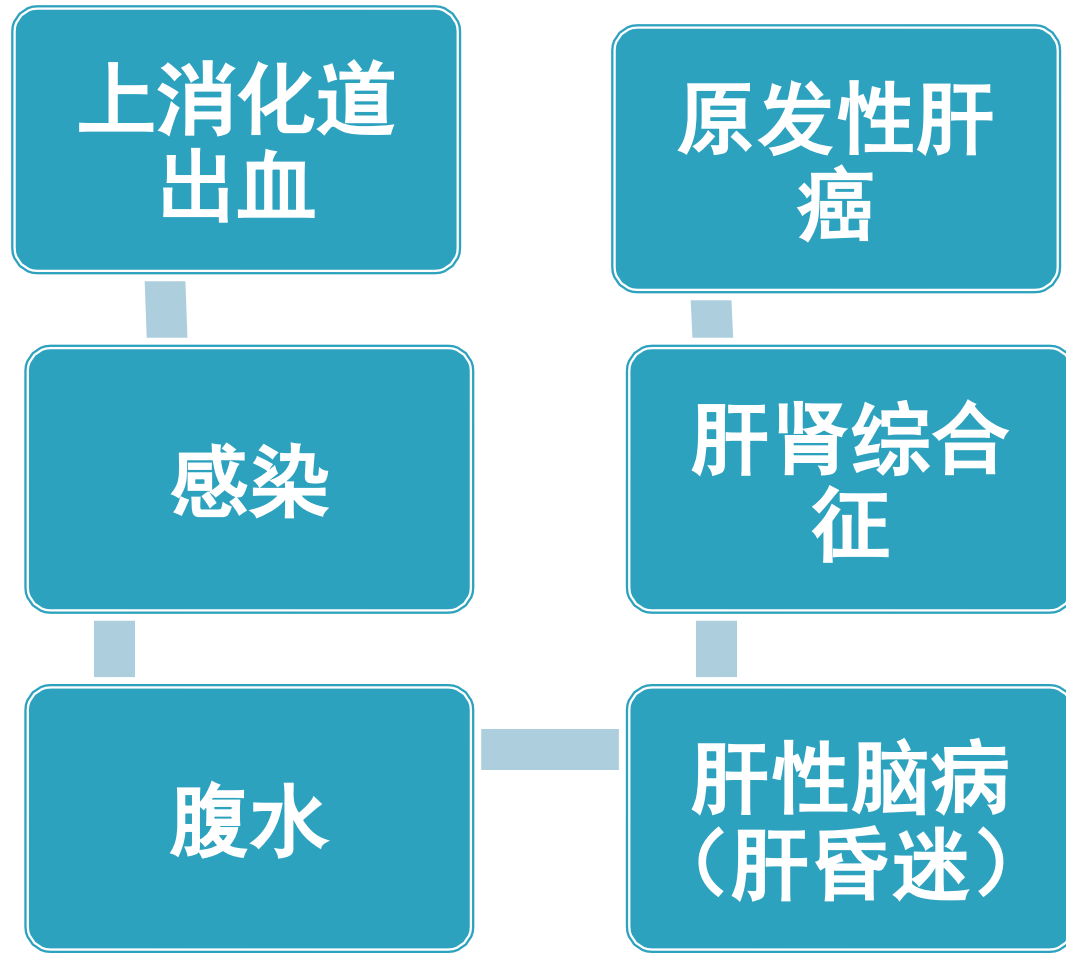 上消化道
出血
感染
腹水
肝性脑病
（肝昏迷）
肝肾综合
征
原发性肝
癌